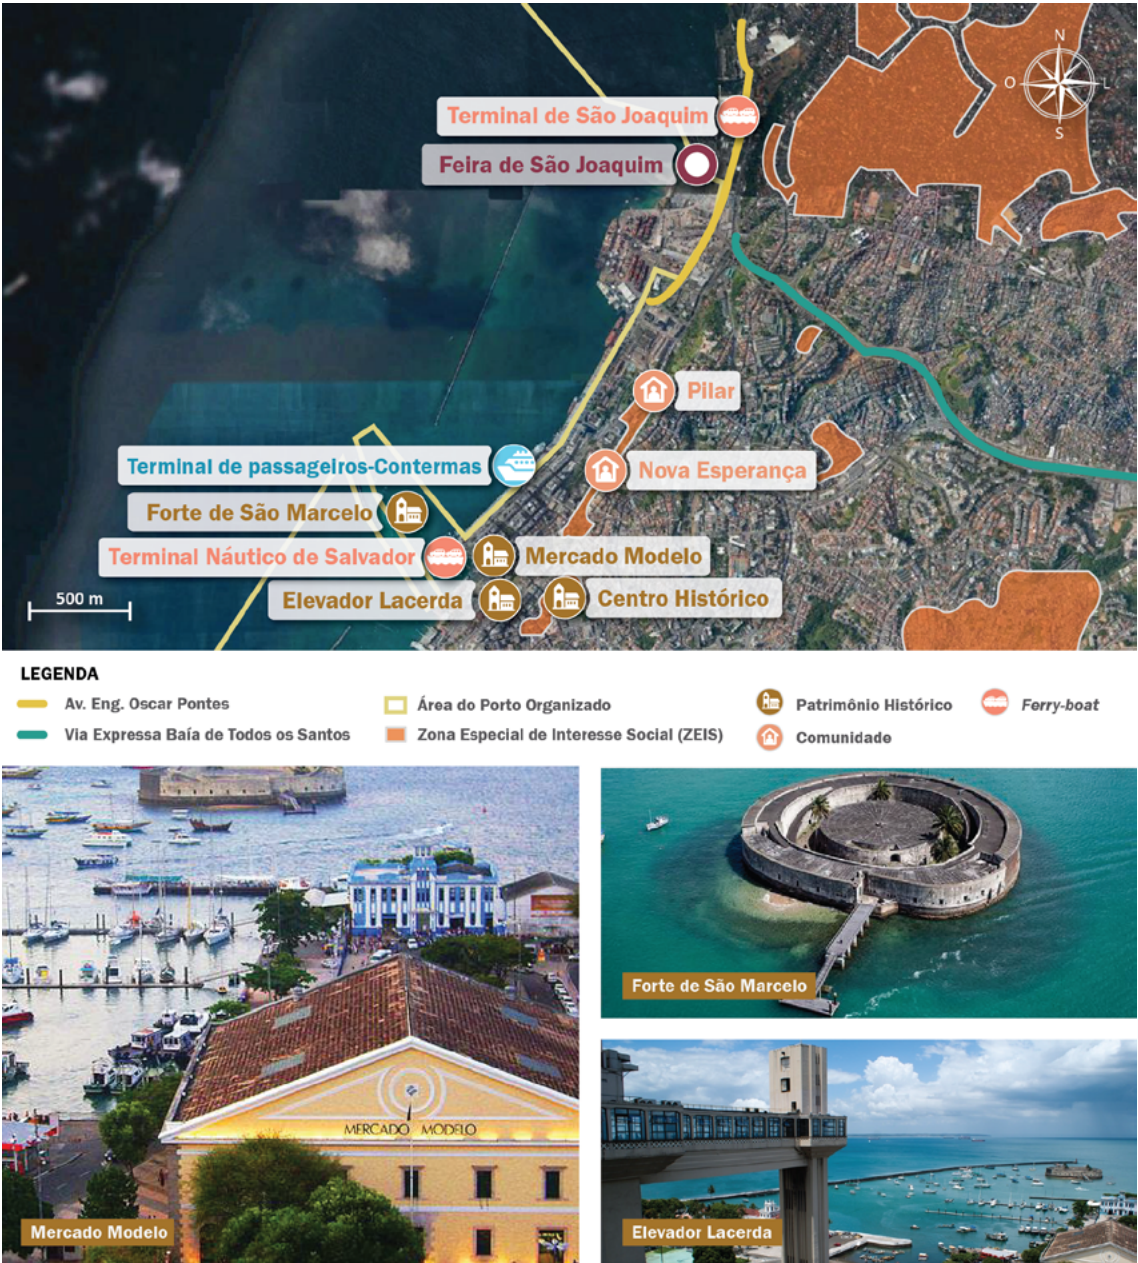 N
O
L
S
Terminal de São Joaquim
Feira de São Joaquim
Pilar
Terminal de passageiros-Contermas
Nova Esperança
Forte de São Marcelo
Terminal Náutico de Salvador
Mercado Modelo
Elevador Lacerda
Centro Histórico
500 m
LEGENDA
Av. Eng. Oscar Pontes
Área do Porto Organizado
Patrimônio Histórico
Ferry-boat
Via Expressa Baía de Todos os Santos
Zona Especial de Interesse Social (ZEIS)
Comunidade
MERCADO MODELO
Mercado Modelo
Forte de São Marcelo
Elevador Lacerda